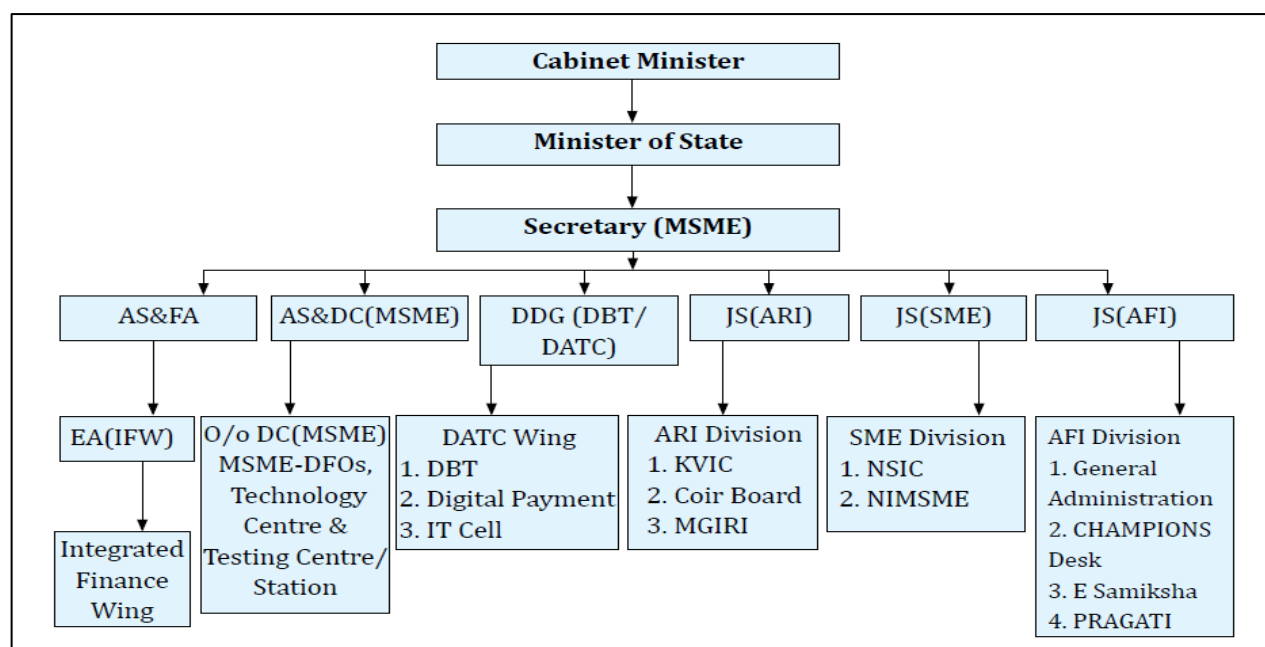 Cabinet Minister
Minister of State
Secretary (MSME)
AS&FA
AS&DC(MSME)
DDG (DBT/
DATC)
JS(ARI)
JS(SME)
JS(AFI)
EA(IFW)
Integrated
Finance
Wing
O/o DC(MSME)
MSME-DFOs,
Technology
Centre &
Testing Centre/
Station
DATC Wing
1. DBT
2. Digital Payment
3. IT Cell
ARI Division
1. KVIC
2. Coir Board
3. MGIRI
SME Division
1. NSIC
2. NIMSME
AFI Division
1. General
Administration
2. CHAMPIONS
Desk
3. E Samiksha
4. PRAGATI